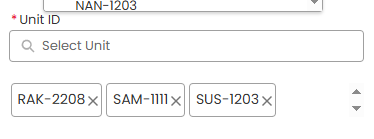 NAN-1203
* Unit ID
Select Unit
RAK-2208 × SAM-1111 × SUS-1203 ×